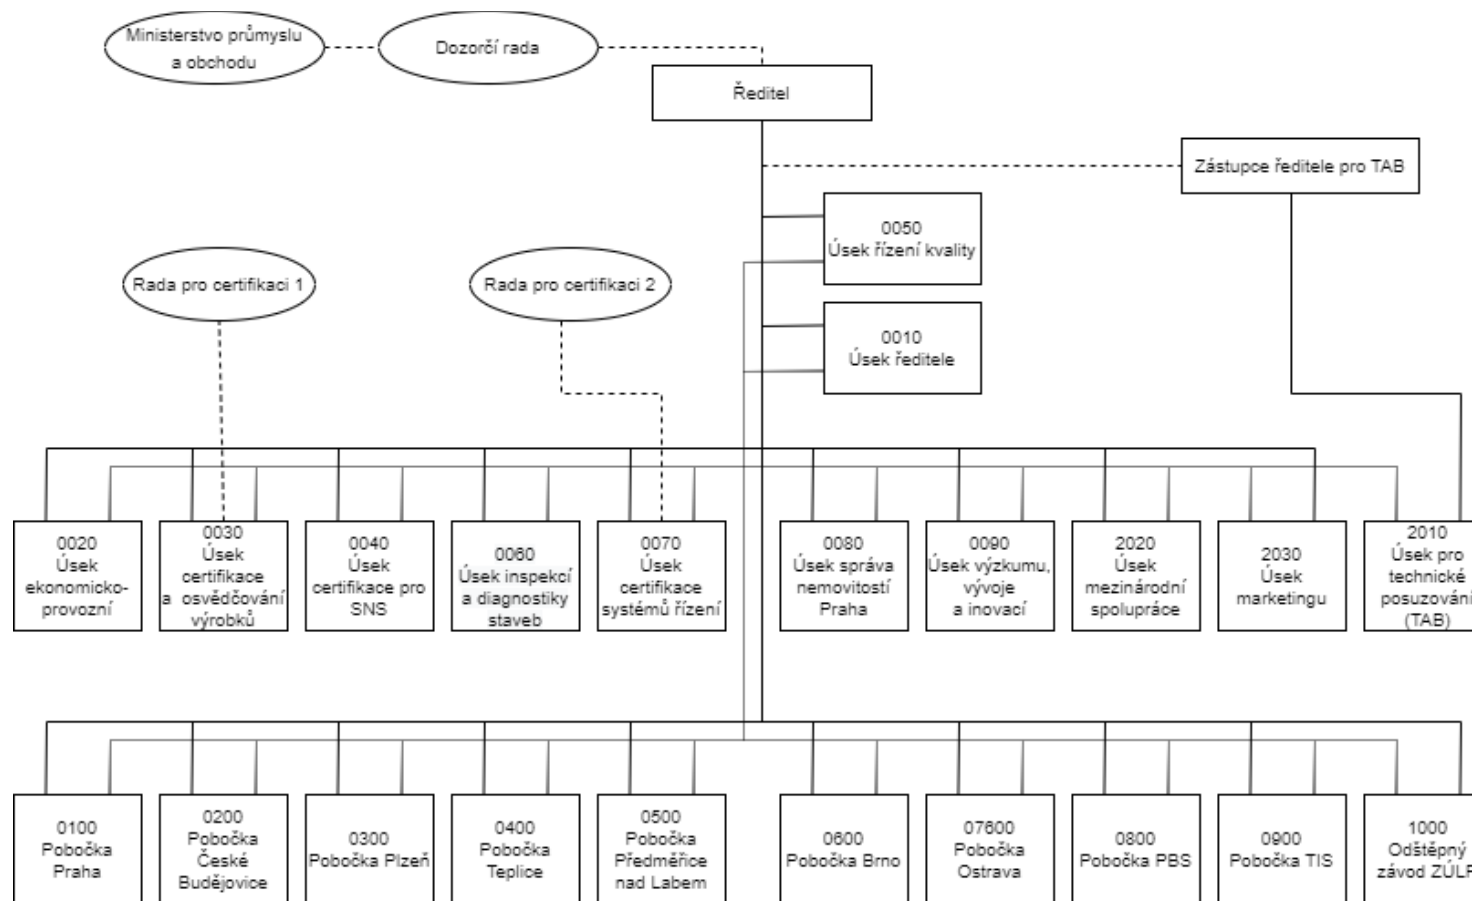 Ministerstvo průmyslu
a obchodu
Dozorčí rada
Ředitel
Zástupce ředitele pro TAB
0050
Úsek řízení kvality
Rada pro certifikaci 1
Rada pro certifikaci 2
0010
Úsek ředitele
0020
Úsek
ekonomicko-
provozní
0030
Úsek
certifikace
a osvědčování
výrobků
0040
Úsek
certifikace pro
SNS
0060
Úsek inspekcí
a diagnostiky
staveb
0070
Úsek
certifikace
systémů řízení
0080
Úsek správa
nemovitostí
Praha
0090
Úsek výzkumu,
vývoje
a inovací
2020
Úsek
mezinárodní
spolupráce
2030
Úsek
marketingu
2010
Úsek pro
technické
posuzování
(TAB)
0100
Pobočka
Praha
0200
Pobočka
České
Budějovice
0300
Pobočka Plzeň
0400
Pobočka
Teplice
0500
Pobočka
Předměřice
nad Labem
0600
Pobočka Brno
07600
Pobočka
Ostrava
0800
Pobočka PBS
0900
Pobočka TIS
1000
Odštěpný
závod ZÚLP